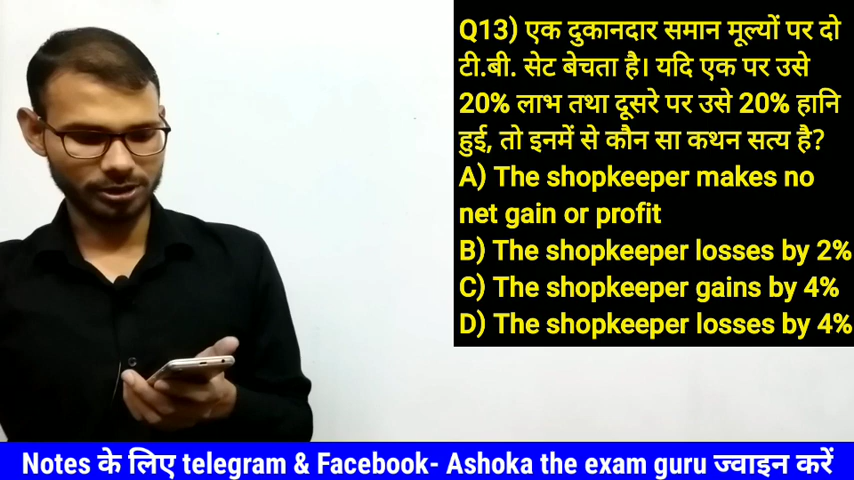 Q13) एक दुकानदार समान मूल्यों पर दो
टी.बी. सेट बेचता है। यदि एक पर उसे
20% लाभ तथा दूसरे पर उसे 20% हानि
हुई, तो इनमें से कौन सा कथन सत्य है?
A) The shopkeeper makes no
net gain or profit
B) The shopkeeper losses by 2%
C) The shopkeeper gains by 4%
D) The shopkeeper losses by 4%
Notes के लिए telegram & Facebook- Ashoka the exam guru ज्वाइन करें